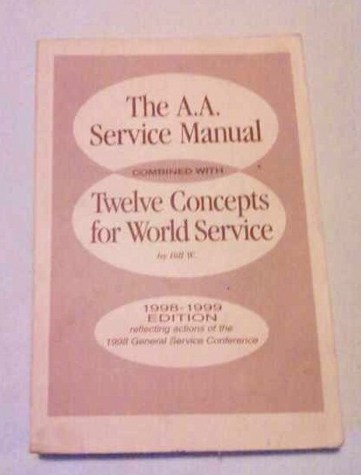 The A.A.
Service Manual
COMBINED WITH
Twelve Concepts
for World Service
by Bill W.
1998-1999
EDITION
reflecting actions of the
1998 General Service Conference